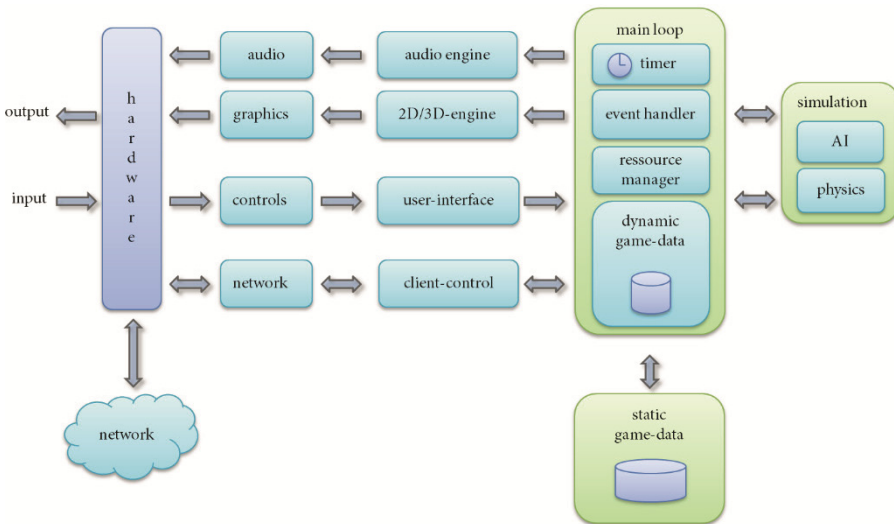 main loop
audio
audio engine
timer
output
hardware
graphics
2D/3D-engine
event handler
simulation
AI
ressource
manager
input
controls
user-interface
physics
dynamic
game-data
network
client-control
network
static
game-data